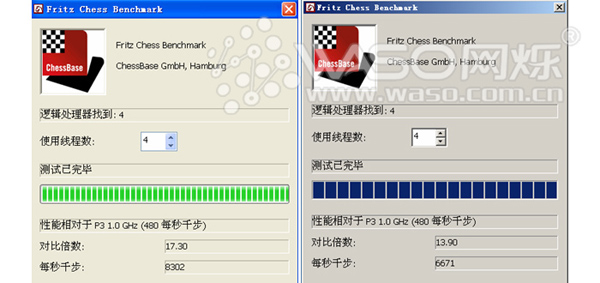 Fritz Chess Benchmark
ChessBase
Fritz Chess Benchmark
ChessBase GmbH, Hamburg
逻辑处理器找到: 4
使用线程数:
4
测试已完毕
性能相对于 P3 1.0 GHz (480 每秒千步)
对比倍数:
17.30
每秒千步:
8302
Fritz Chess Benchmark
ChessBase
Fritz Chess Benchmark
ChessBase GmbH, Hamburg
逻辑处理器找到: 4
使用线程数:
4
测试已完毕
性能相对于 P3 1.0 GHz (480 每秒千步)
对比倍数:
13.90
每秒千步:
6671
WASO 网烁®
www.waso.com.cn